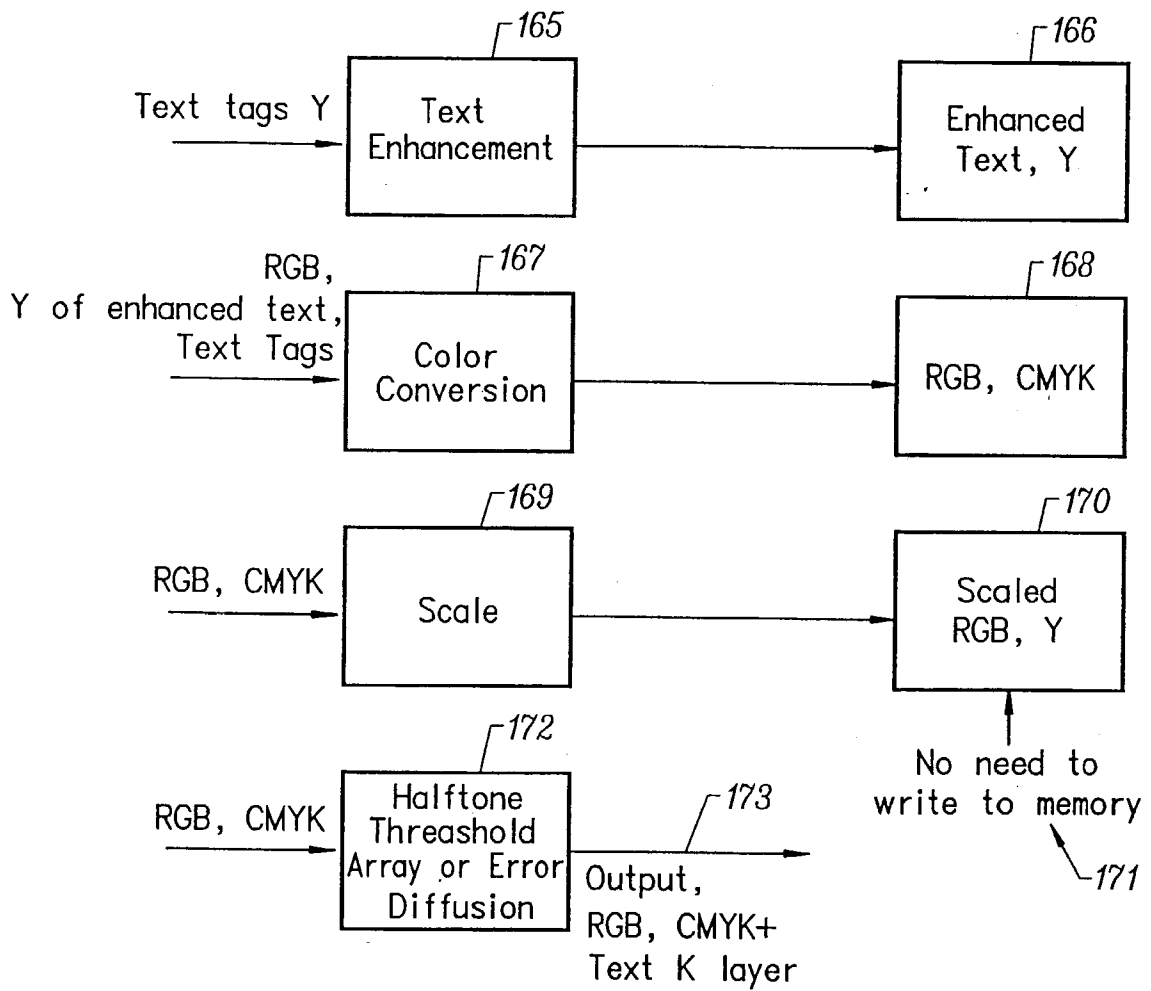 165
166
Text tags Y
Text
Enhancement
Enhanced
Text, Y
RGB,
Y of enhanced text,
Text Tags
167
168
Color
Conversion
RGB, CMYK
169
170
RGB, CMYK
Scale
Scaled
RGB, Y
172
No need to
write to memory
171
RGB, CMYK
Halftone
Threashold
Array or Error
Diffusion
173
Output,
RGB, CMYK+
Text K layer